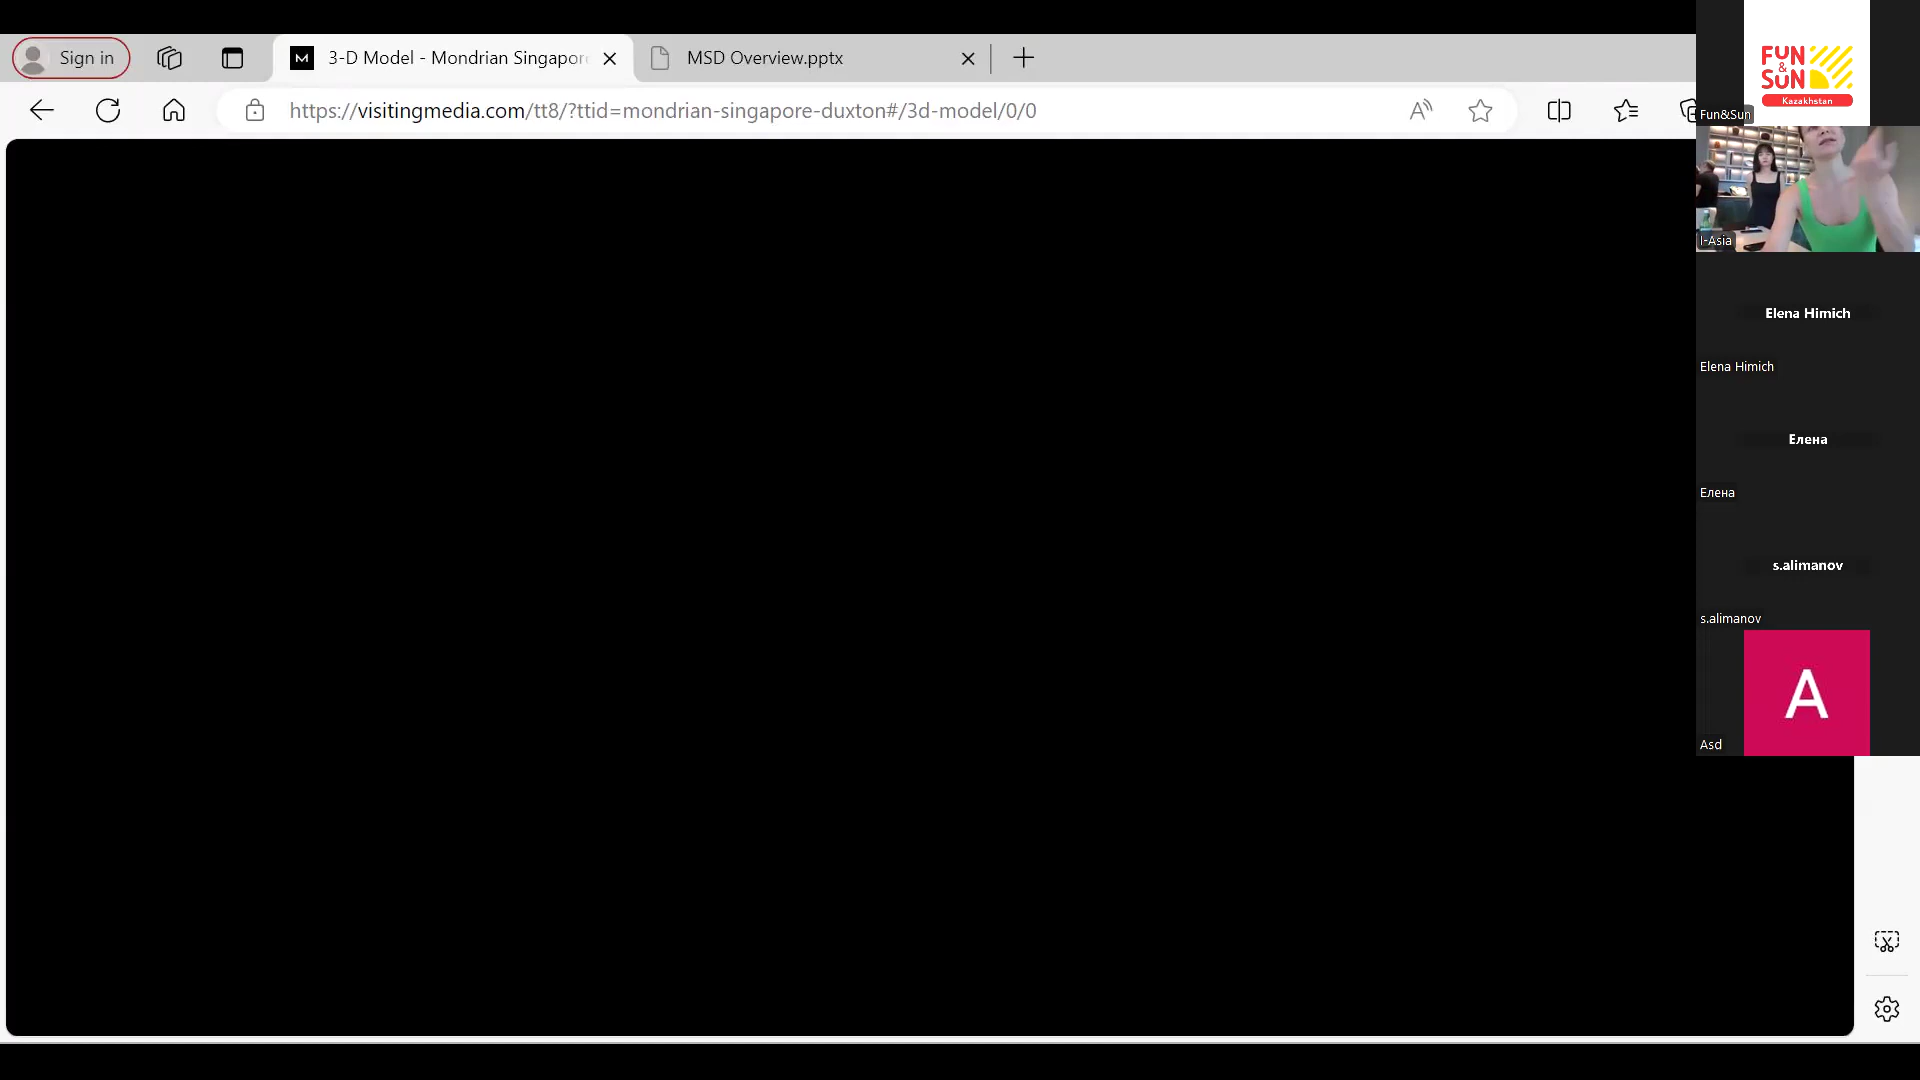 Sign in
3-D Model - Mondrian Singapor
MSD Overview.pptx
https://visitingmedia.com/tt8/?ttid=mondrian-singapore-duxton#/3d-model/0/0
FUN
&
SUN
Kazakhstan
Fun&Sun
I-Asia
Elena Himich
Elena Himich
Елена
Елена
s.alimanov
s.alimanov
A
Asd